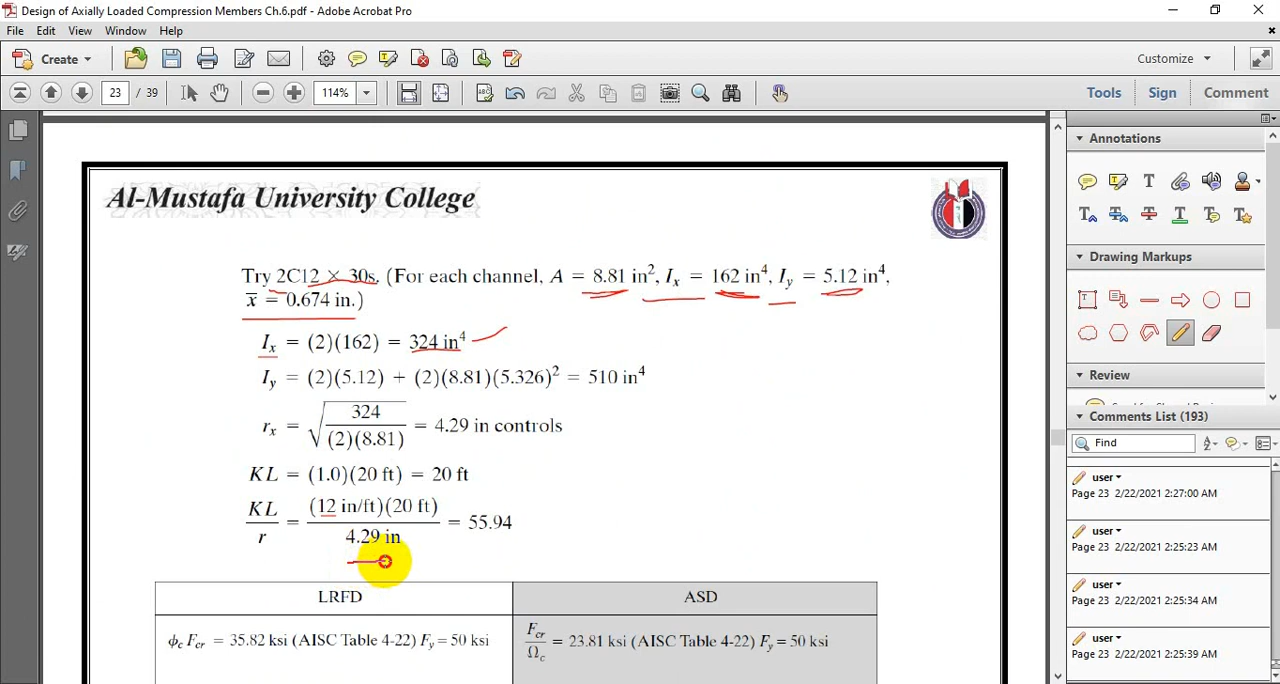 Design of Axially Loaded Compression Members Ch.6.pdf - Adobe Acrobat Pro
File Edit View Window Help
Create
Customize
23 / 39
114%
Tools Sign Comment
Al-Mustafa University College
Try 2C12 × 30s. (For each channel, A = 8.81 in², Iₓ = 162 in⁴, I_y = 5.12 in⁴,
x̄ = 0.674 in.)
Iₓ = (2)(162) = 324 in⁴
I_y = (2)(5.12) + (2)(8.81)(5.326)² = 510 in⁴
rₓ = √(324 / (2)(8.81)) = 4.29 in controls
KL = (1.0)(20 ft) = 20 ft
KL/r = (12 in/ft)(20 ft) / 4.29 in = 55.94
LRFD ASD
ϕ_c F_cr = 35.82 ksi (AISC Table 4-22) F_y = 50 ksi
F_cr/Ω_c = 23.81 ksi (AISC Table 4-22) F_y = 50 ksi
Annotations
Drawing Markups
Review
Comments List (193)
Find
user
Page 23 2/22/2021 2:27:00 AM
user
Page 23 2/22/2021 2:25:23 AM
user
Page 23 2/22/2021 2:25:34 AM
user
Page 23 2/22/2021 2:25:39 AM